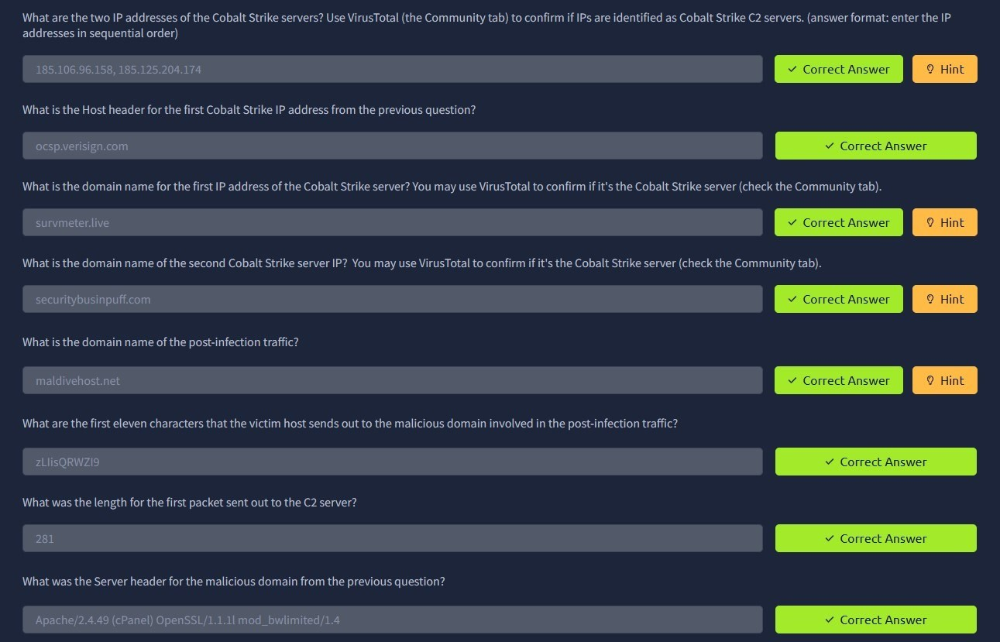 What are the two IP addresses of the Cobalt Strike servers? Use VirusTotal (the Community tab) to confirm if IPs are identified as Cobalt Strike C2 servers. (answer format: enter the IP
addresses in sequential order)
185.106.96.158, 185.125.204.174
Correct Answer
Hint
What is the Host header for the first Cobalt Strike IP address from the previous question?
ocsp.verisign.com
Correct Answer
What is the domain name for the first IP address of the Cobalt Strike server? You may use VirusTotal to confirm if it's the Cobalt Strike server (check the Community tab).
survmeter.live
Correct Answer
Hint
What is the domain name of the second Cobalt Strike server IP?  You may use VirusTotal to confirm if it's the Cobalt Strike server (check the Community tab).
securitybusinpuff.com
Correct Answer
Hint
What is the domain name of the post-infection traffic?
maldivehost.net
Correct Answer
Hint
What are the first eleven characters that the victim host sends out to the malicious domain involved in the post-infection traffic?
zLIisQRWZI9
Correct Answer
What was the length for the first packet sent out to the C2 server?
281
Correct Answer
What was the Server header for the malicious domain from the previous question?
Apache/2.4.49 (cPanel) OpenSSL/1.1.1l mod_bwlimited/1.4
Correct Answer